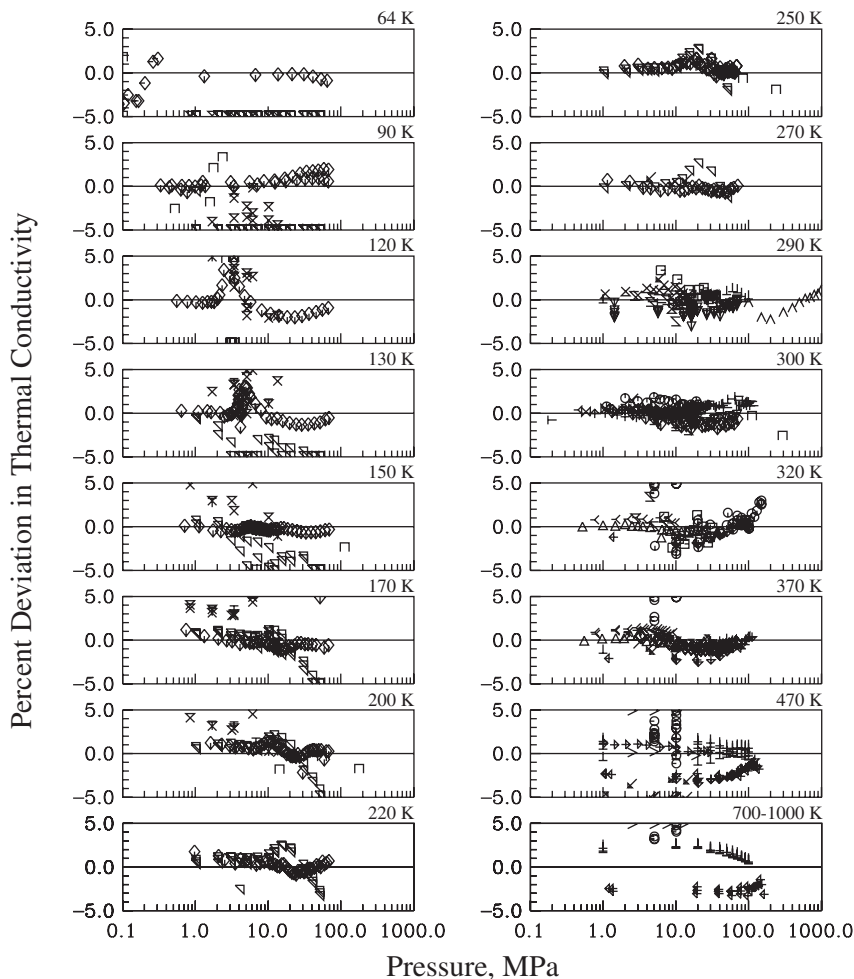 64 K
5.0
0.0
−5.0
90 K
5.0
0.0
−5.0
120 K
5.0
0.0
−5.0
130 K
5.0
0.0
−5.0
150 K
5.0
0.0
−5.0
170 K
5.0
0.0
−5.0
200 K
5.0
0.0
−5.0
220 K
5.0
0.0
−5.0
0.1 1.0 10.0 100.0 1000.0
250 K
5.0
0.0
−5.0
270 K
5.0
0.0
−5.0
290 K
5.0
0.0
−5.0
300 K
5.0
0.0
−5.0
320 K
5.0
0.0
−5.0
370 K
5.0
0.0
−5.0
470 K
5.0
0.0
−5.0
700-1000 K
5.0
0.0
−5.0
0.1 1.0 10.0 100.0 1000.0
Percent Deviation in Thermal Conductivity
Pressure, MPa